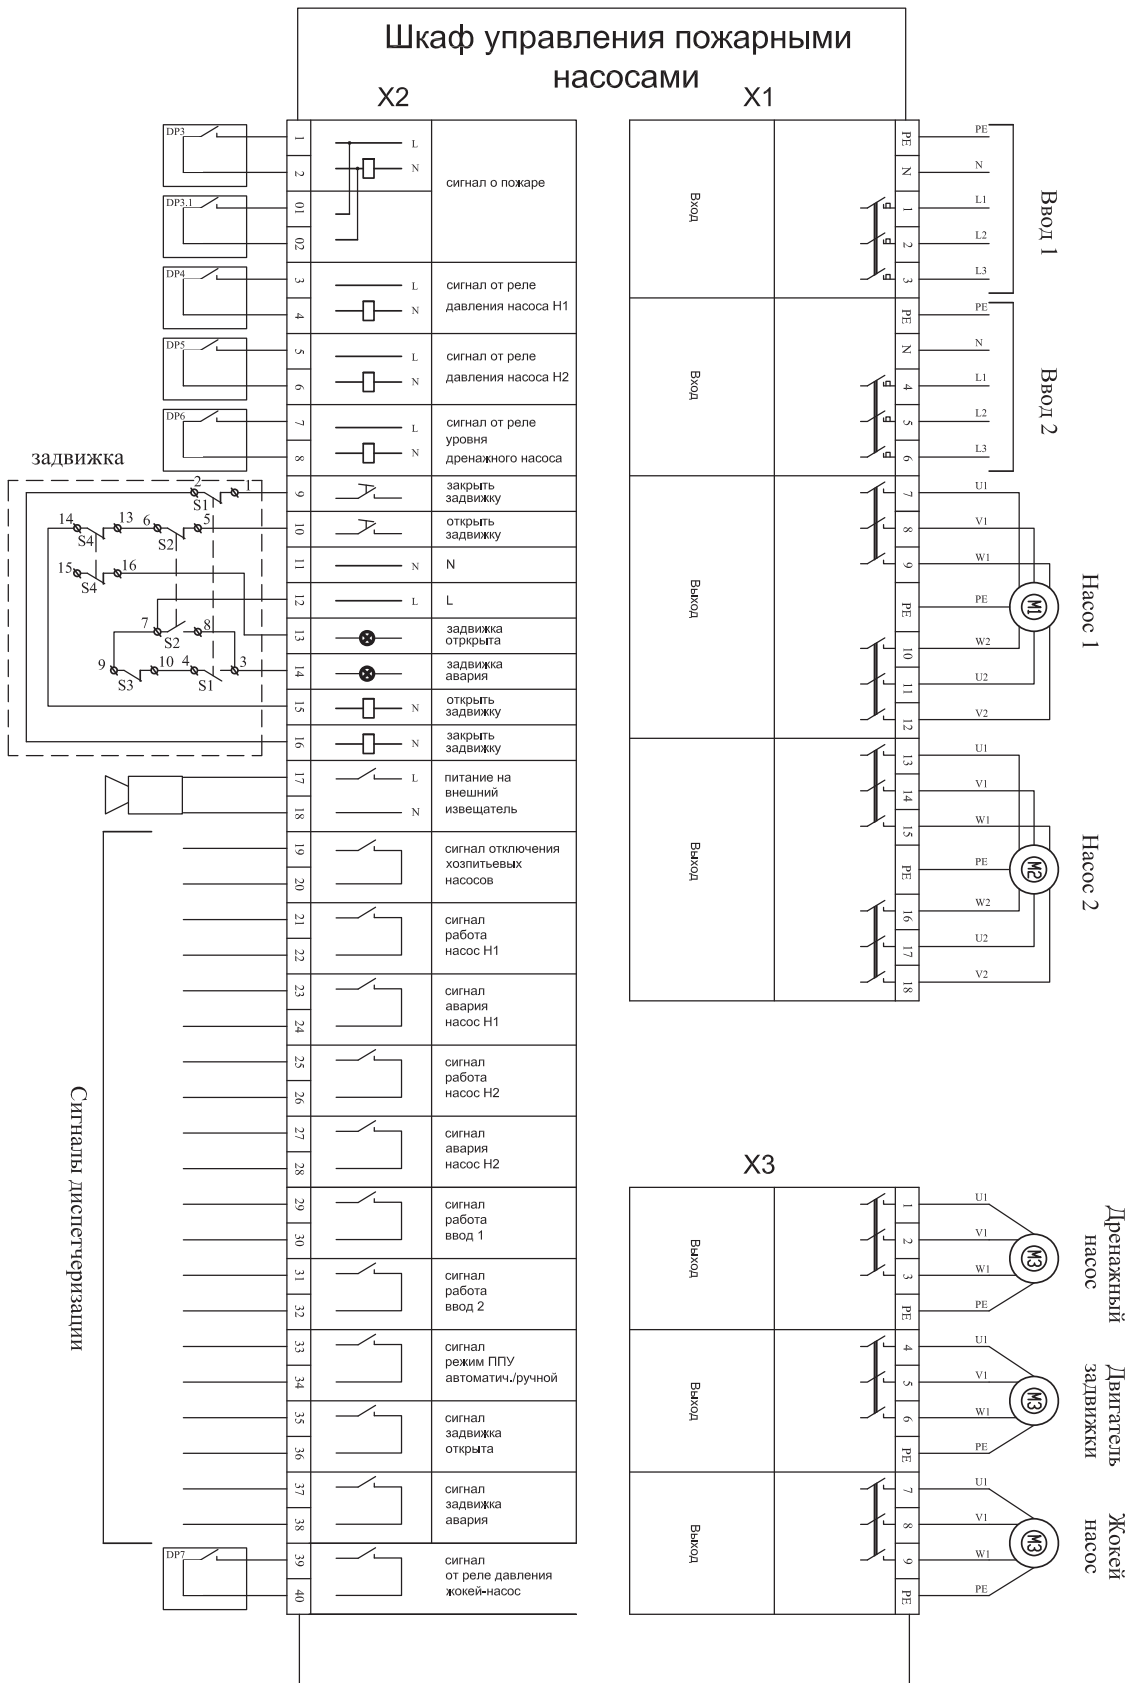 Шкаф управления пожарными
насосами
X2
X1
DP3
1
2
L
N
сигнал о пожаре
DP3.1
01
02
DP4
3
4
L
N
сигнал от реле
давления насоса Н1
DP5
5
6
L
N
сигнал от реле
давления насоса Н2
DP6
7
8
L
N
сигнал от реле
уровня
дренажного насоса
задвижка
2
1
S1
14
13
6
5
S4
S2
15
16
S4
7
8
S2
9
10
4
3
S3
S1
9
закрыть
задвижку
10
открыть
задвижку
11
N
N
12
L
L
13
задвижка
отркрыта
14
задвижка
авария
15
N
открыть
задвижку
16
N
закрыть
задвижку
17
18
L
N
питание на
внешний
извещатель
Сигналы диспетчеризации
19
20
сигнал отключения
хозпитьевых
насосов
21
22
сигнал
работа
насос Н1
23
24
сигнал
авария
насос Н1
25
26
сигнал
работа
насос Н2
27
28
сигнал
авария
насос Н2
29
30
сигнал
работа
ввод 1
31
32
сигнал
работа
ввод 2
33
34
сигнал
режим ППУ
автоматич./ручной
35
36
сигнал
задвижка
открыта
37
38
сигнал
задвижка
авария
DP7
39
40
сигнал
от реле давления
жокей-насос
Вход
PE
N
1
2
3
PE
N
L1
L2
L3
Ввод 1
Вход
PE
N
4
5
6
PE
N
L1
L2
L3
Ввод 2
Выход
7
8
9
PE
10
11
12
U1
V1
W1
PE
W2
U2
V2
M1
Насос 1
Выход
13
14
15
PE
16
17
18
U1
V1
W1
PE
W2
U2
V2
M2
Насос 2
X3
Выход
1
2
3
PE
U1
V1
W1
PE
M3
Дренажный
насос
Выход
4
5
6
PE
U1
V1
W1
PE
M3
Двигатель
задвижки
Выход
7
8
9
PE
U1
V1
W1
PE
M3
Жокей
насос